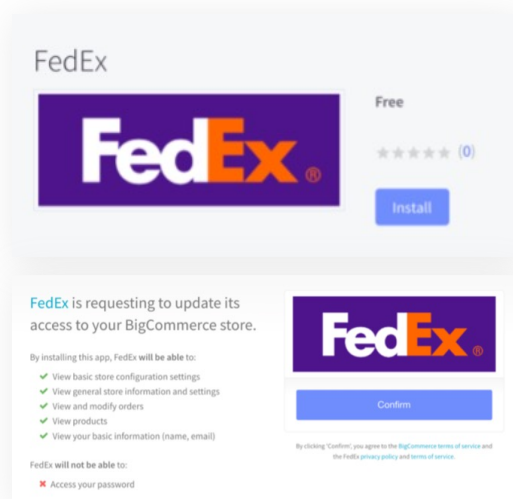 FedEx
FedEx®
Free
(0)
Install
FedEx is requesting to update its
access to your BigCommerce store.
By installing this app, FedEx will be able to:
View basic store configuration settings
View general store information and settings
View and modify orders
View products
View your basic information (name, email)
FedEx will not be able to:
Access your password
FedEx®
Confirm
By clicking 'Confirm', you agree to the BigCommerce terms of service and
the FedEx privacy policy and terms of service.